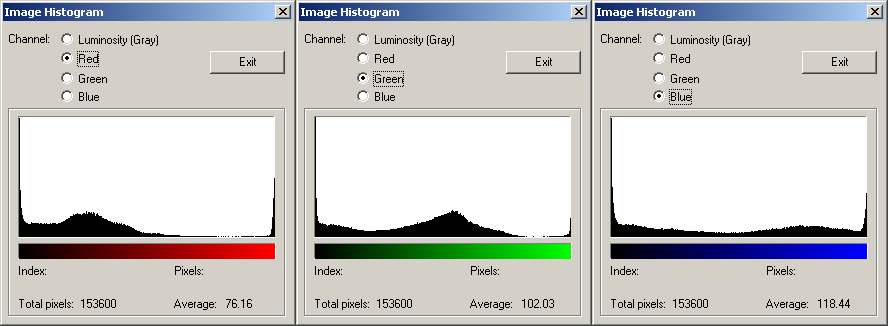 Image Histogram
Channel: Luminosity (Gray)
Red
Exit
Green
Blue
Index: Pixels:
Total pixels: 153600 Average: 76.16
Image Histogram
Channel: Luminosity (Gray)
Red
Exit
Green
Blue
Index: Pixels:
Total pixels: 153600 Average: 102.03
Image Histogram
Channel: Luminosity (Gray)
Red
Exit
Green
Blue
Index: Pixels:
Total pixels: 153600 Average: 118.44